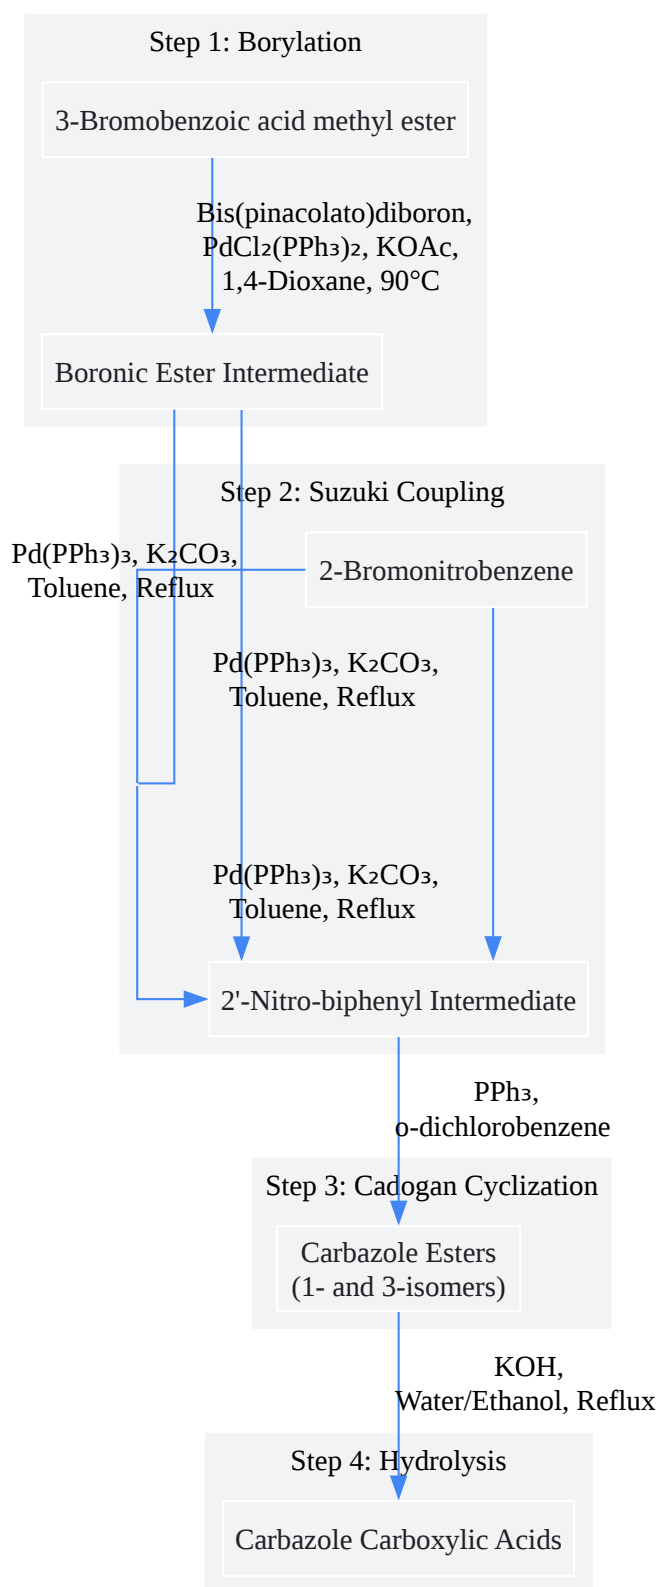 Step 1: Borylation
3-Bromobenzoic acid methyl ester
Bis(pinacolato)diboron,
PdCl₂(PPh₃)₂, KOAc,
1,4-Dioxane, 90°C
Boronic Ester Intermediate
Step 2: Suzuki Coupling
Pd(PPh₃)₃, K₂CO₃,
Toluene, Reflux
2-Bromonitrobenzene
Pd(PPh₃)₃, K₂CO₃,
Toluene, Reflux
Pd(PPh₃)₃, K₂CO₃,
Toluene, Reflux
2'-Nitro-biphenyl Intermediate
PPh₃,
o-dichlorobenzene
Step 3: Cadogan Cyclization
Carbazole Esters
(1- and 3-isomers)
KOH,
Water/Ethanol, Reflux
Step 4: Hydrolysis
Carbazole Carboxylic Acids